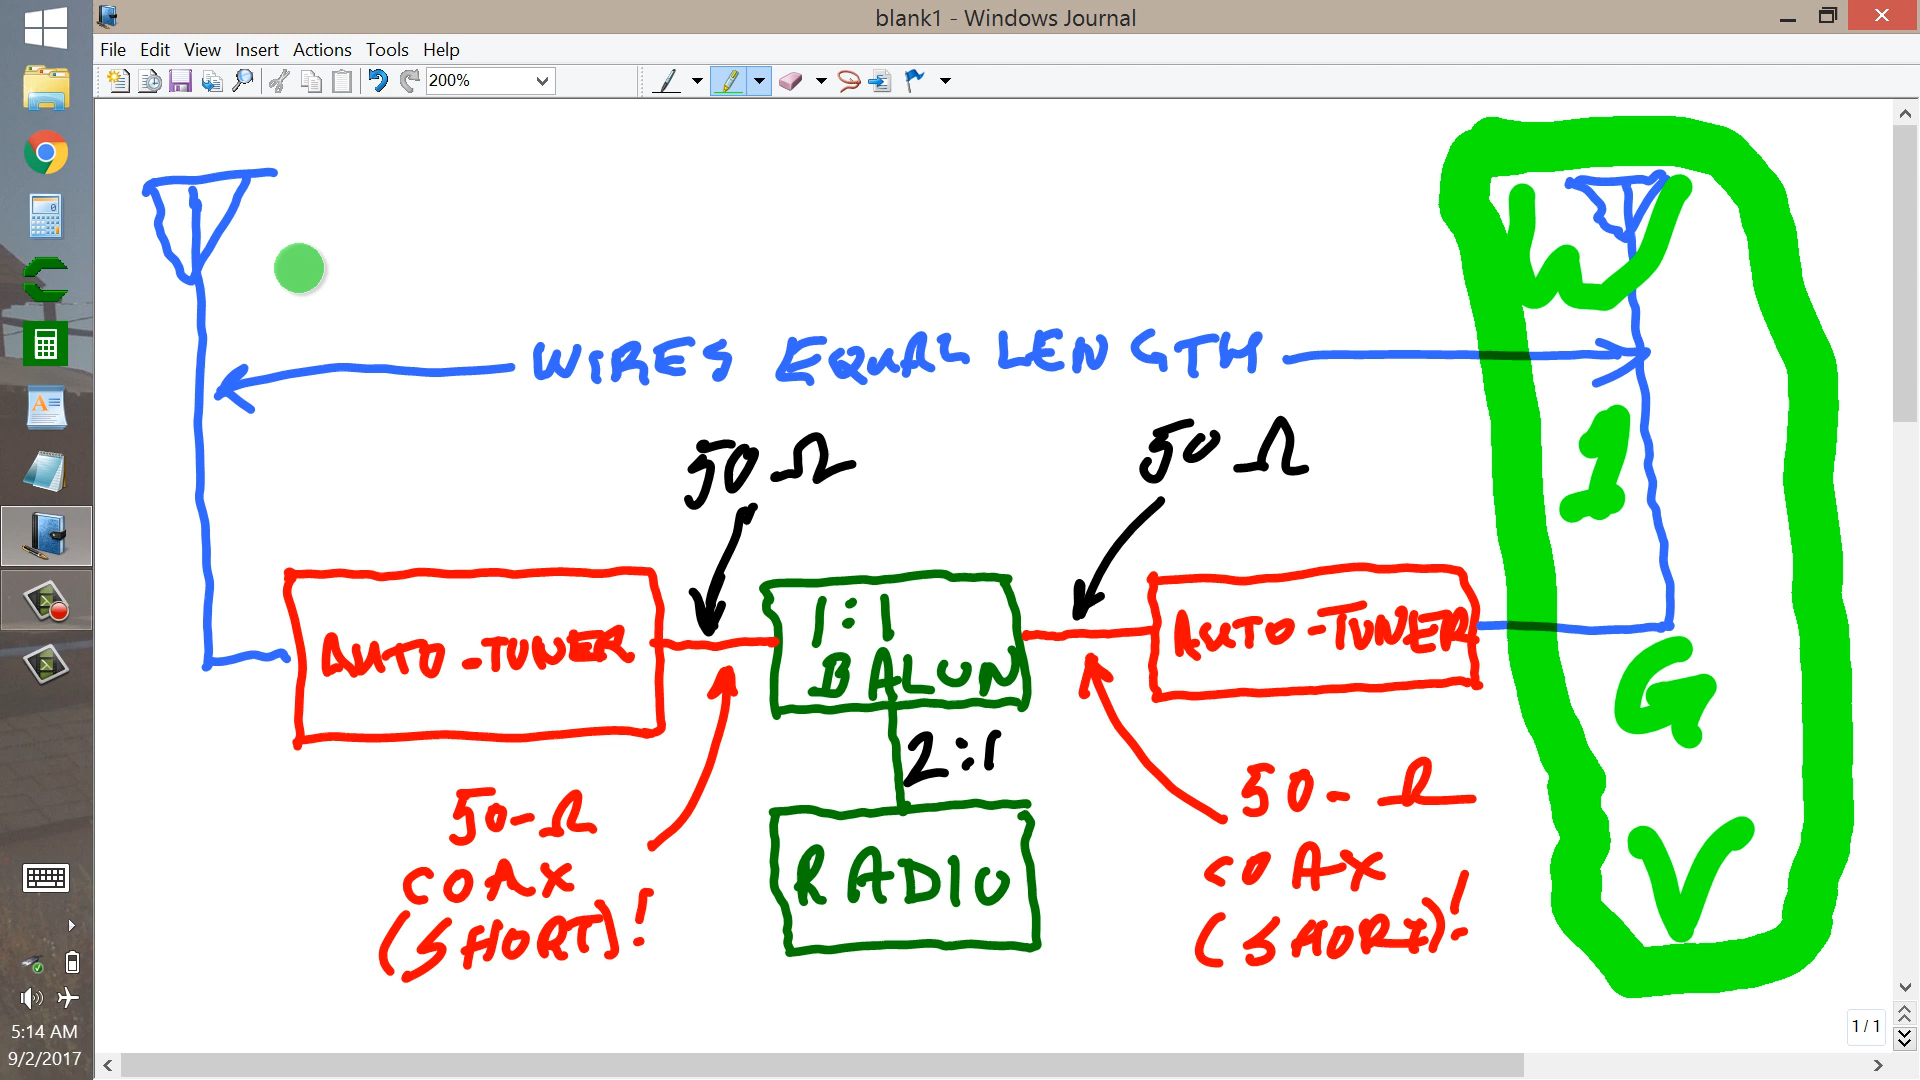 blank1 - Windows Journal
File Edit View Insert Actions Tools Help
200%
W
WIRES EQUAL LENGTH
50 Ω
50 Ω
1
AUTO-TUNER
1:1
BALUN
AUTO-TUNER
G
2:1
50-Ω
COAX
(SHORT)!
RADIO
50-Ω
COAX
(SHORT)!
V
1 / 1
5:14 AM
9/2/2017